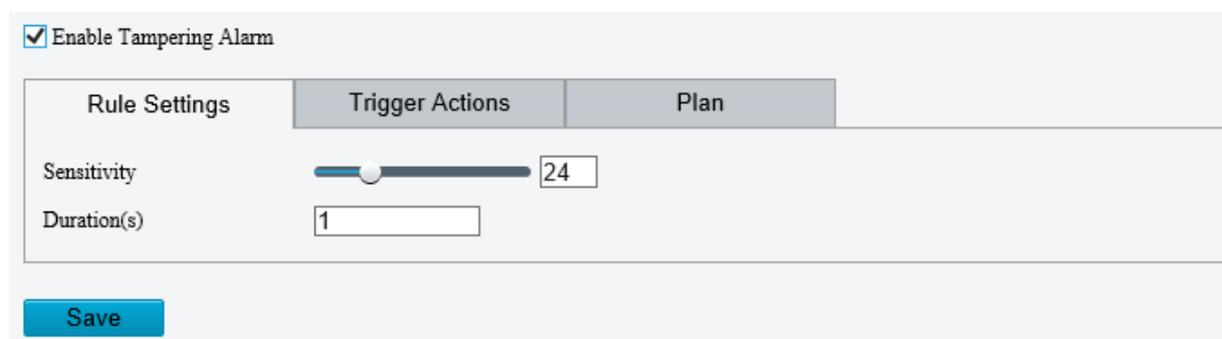 Enable Tampering Alarm
Rule Settings Trigger Actions Plan
Sensitivity 24
Duration(s) 1
Save